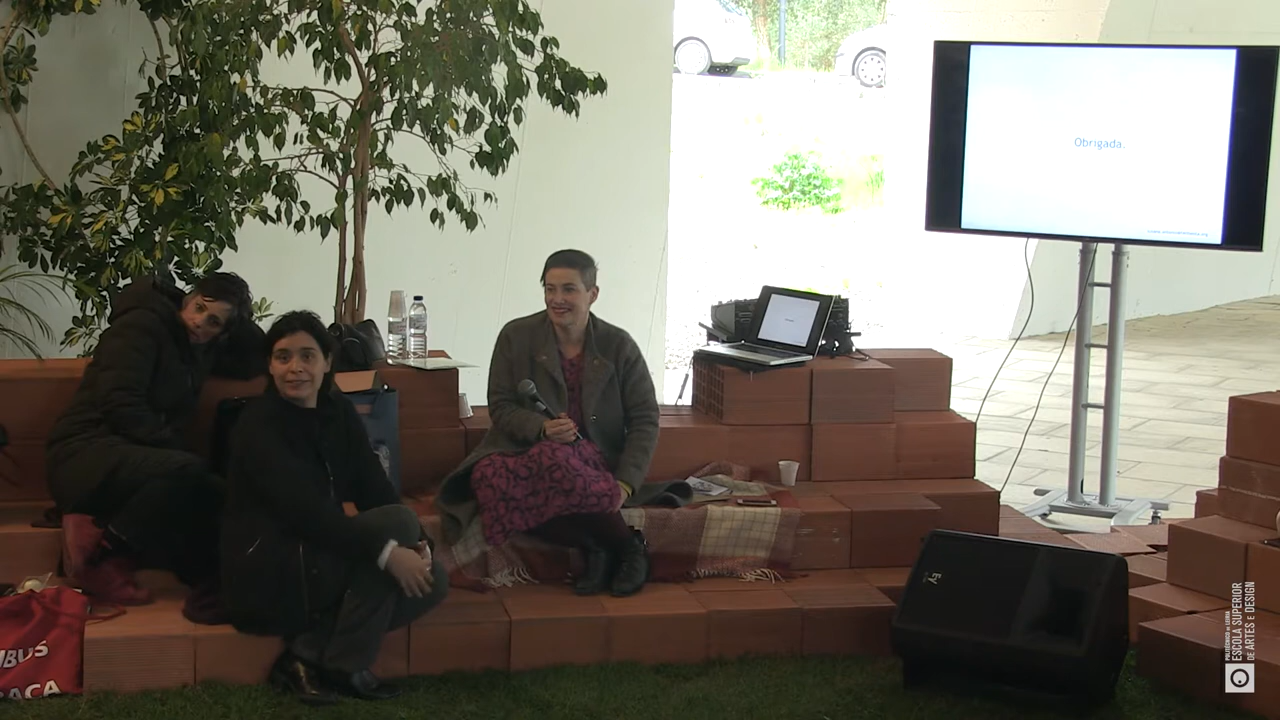 Obrigada.
BUS
ACA
POLITÉCNICO DE LEIRIA
ESCOLA SUPERIOR
DE ARTES E DESIGN